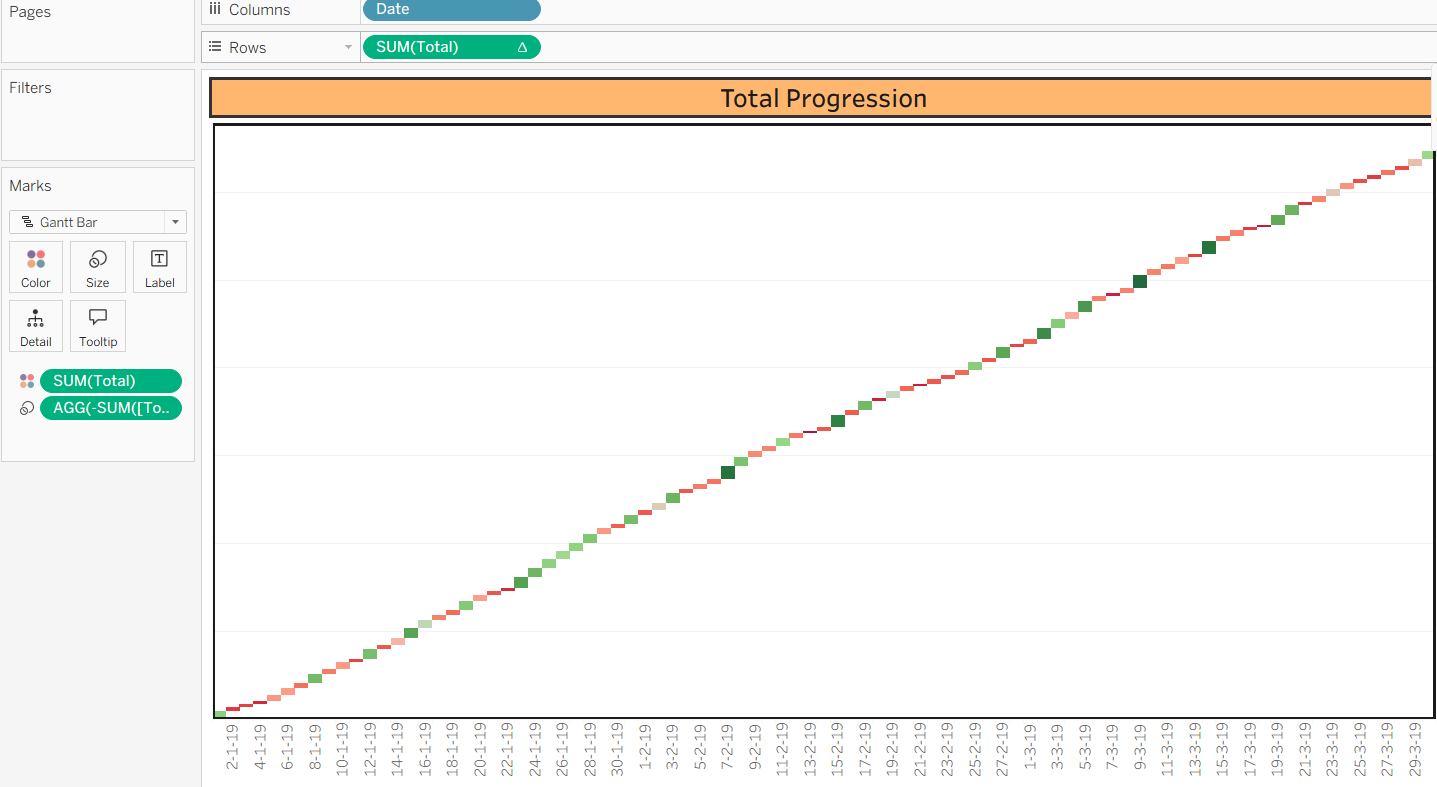 Pages
Columns
Date
Rows
SUM(Total) Δ
Filters
Total Progression
Marks
Gantt Bar
Color
Size
Label
Detail
Tooltip
SUM(Total)
AGG(-SUM([To..
2-1-19
4-1-19
6-1-19
8-1-19
10-1-19
12-1-19
14-1-19
16-1-19
18-1-19
20-1-19
22-1-19
24-1-19
26-1-19
28-1-19
30-1-19
1-2-19
3-2-19
5-2-19
7-2-19
9-2-19
11-2-19
13-2-19
15-2-19
17-2-19
19-2-19
21-2-19
23-2-19
25-2-19
27-2-19
1-3-19
3-3-19
5-3-19
7-3-19
9-3-19
11-3-19
13-3-19
15-3-19
17-3-19
19-3-19
21-3-19
23-3-19
25-3-19
27-3-19
29-3-19